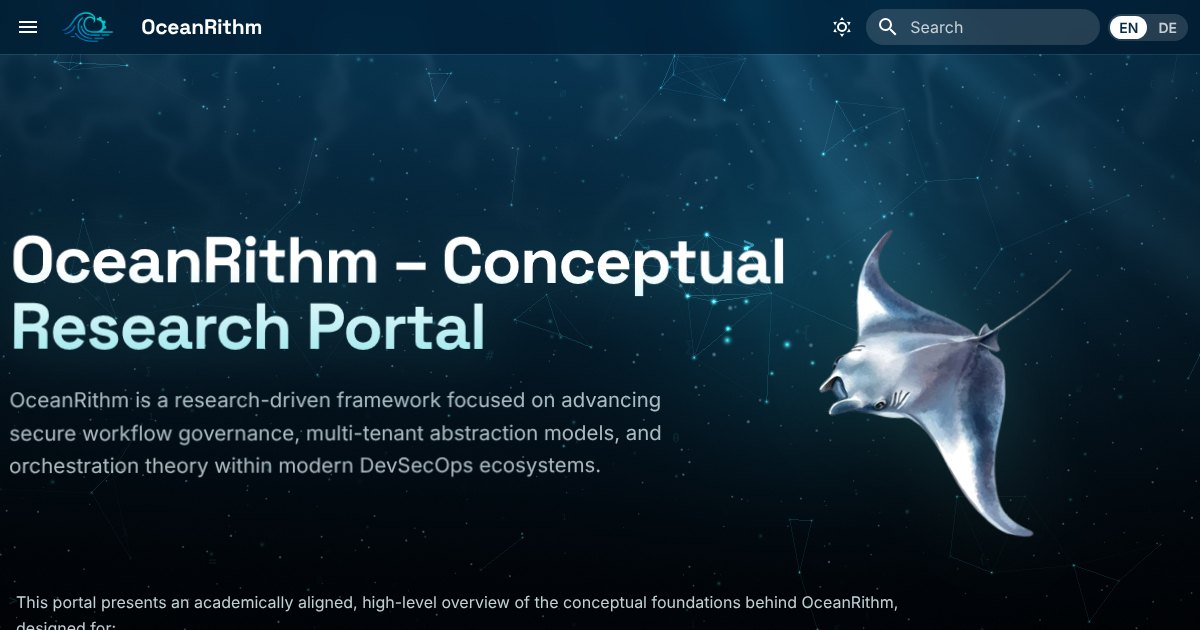 OceanRithm
Search
EN
DE
OceanRithm – Conceptual
Research Portal
OceanRithm is a research-driven framework focused on advancing
secure workflow governance, multi-tenant abstraction models, and
orchestration theory within modern DevSecOps ecosystems.
This portal presents an academically aligned, high-level overview of the conceptual foundations behind OceanRithm,
designed for: